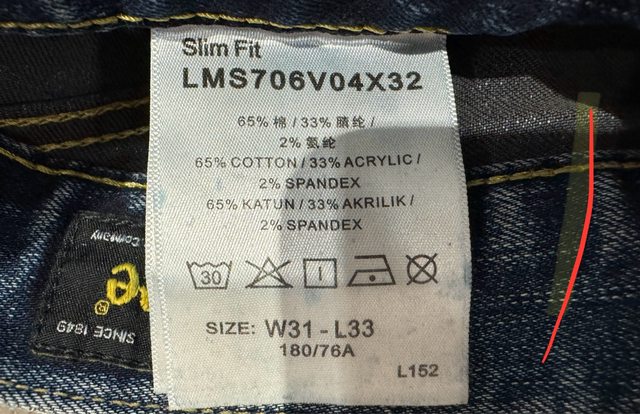 Slim Fit
LMS706V04X32
65% 棉 / 33% 腈纶 /
2% 氨纶
65% COTTON / 33% ACRYLIC /
2% SPANDEX
65% KATUN / 33% AKRILIK /
2% SPANDEX
30
SIZE: W31 - L33
180/76A
L152
Company
®
SINCE 1849